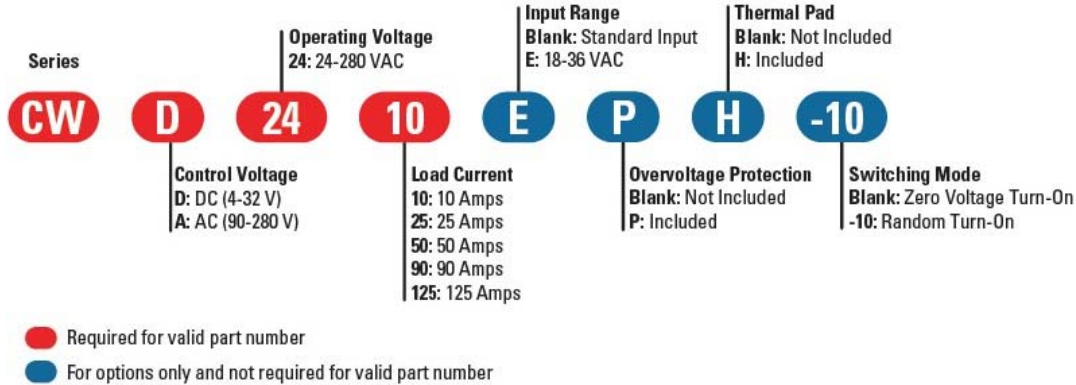 Series
Operating Voltage
24: 24-280 VAC
Input Range
Blank: Standard Input
E: 18-36 VAC
Thermal Pad
Blank: Not Included
H: Included
CW D 24 10 E P H -10
Control Voltage
D: DC (4-32 V)
A: AC (90-280 V)
Load Current
10: 10 Amps
25: 25 Amps
50: 50 Amps
90: 90 Amps
125: 125 Amps
Overvoltage Protection
Blank: Not Included
P: Included
Switching Mode
Blank: Zero Voltage Turn-On
-10: Random Turn-On
Required for valid part number
For options only and not required for valid part number